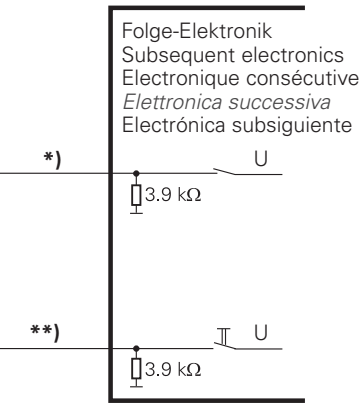 Folge-Elektronik
Subsequent electronics
Electronique consécutive
Elettronica successiva
Electrónica subsiguiente
*) U
3.9 kΩ
**) U
3.9 kΩ